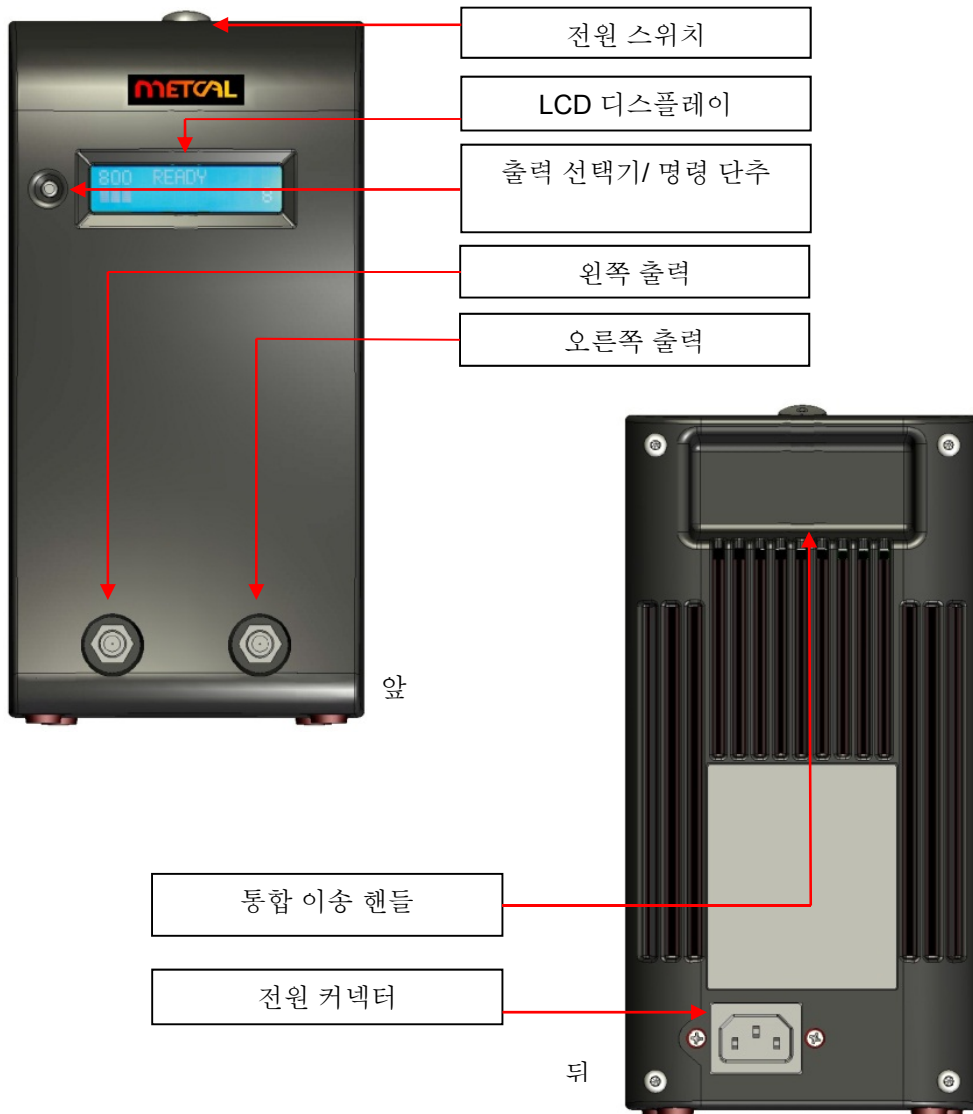 전원 스위치
METCAL
LCD 디스플레이
출력 선택기/ 명령 단추
800 READY
8
왼쪽 출력
오른쪽 출력
앞
통합 이송 핸들
전원 커넥터
뒤